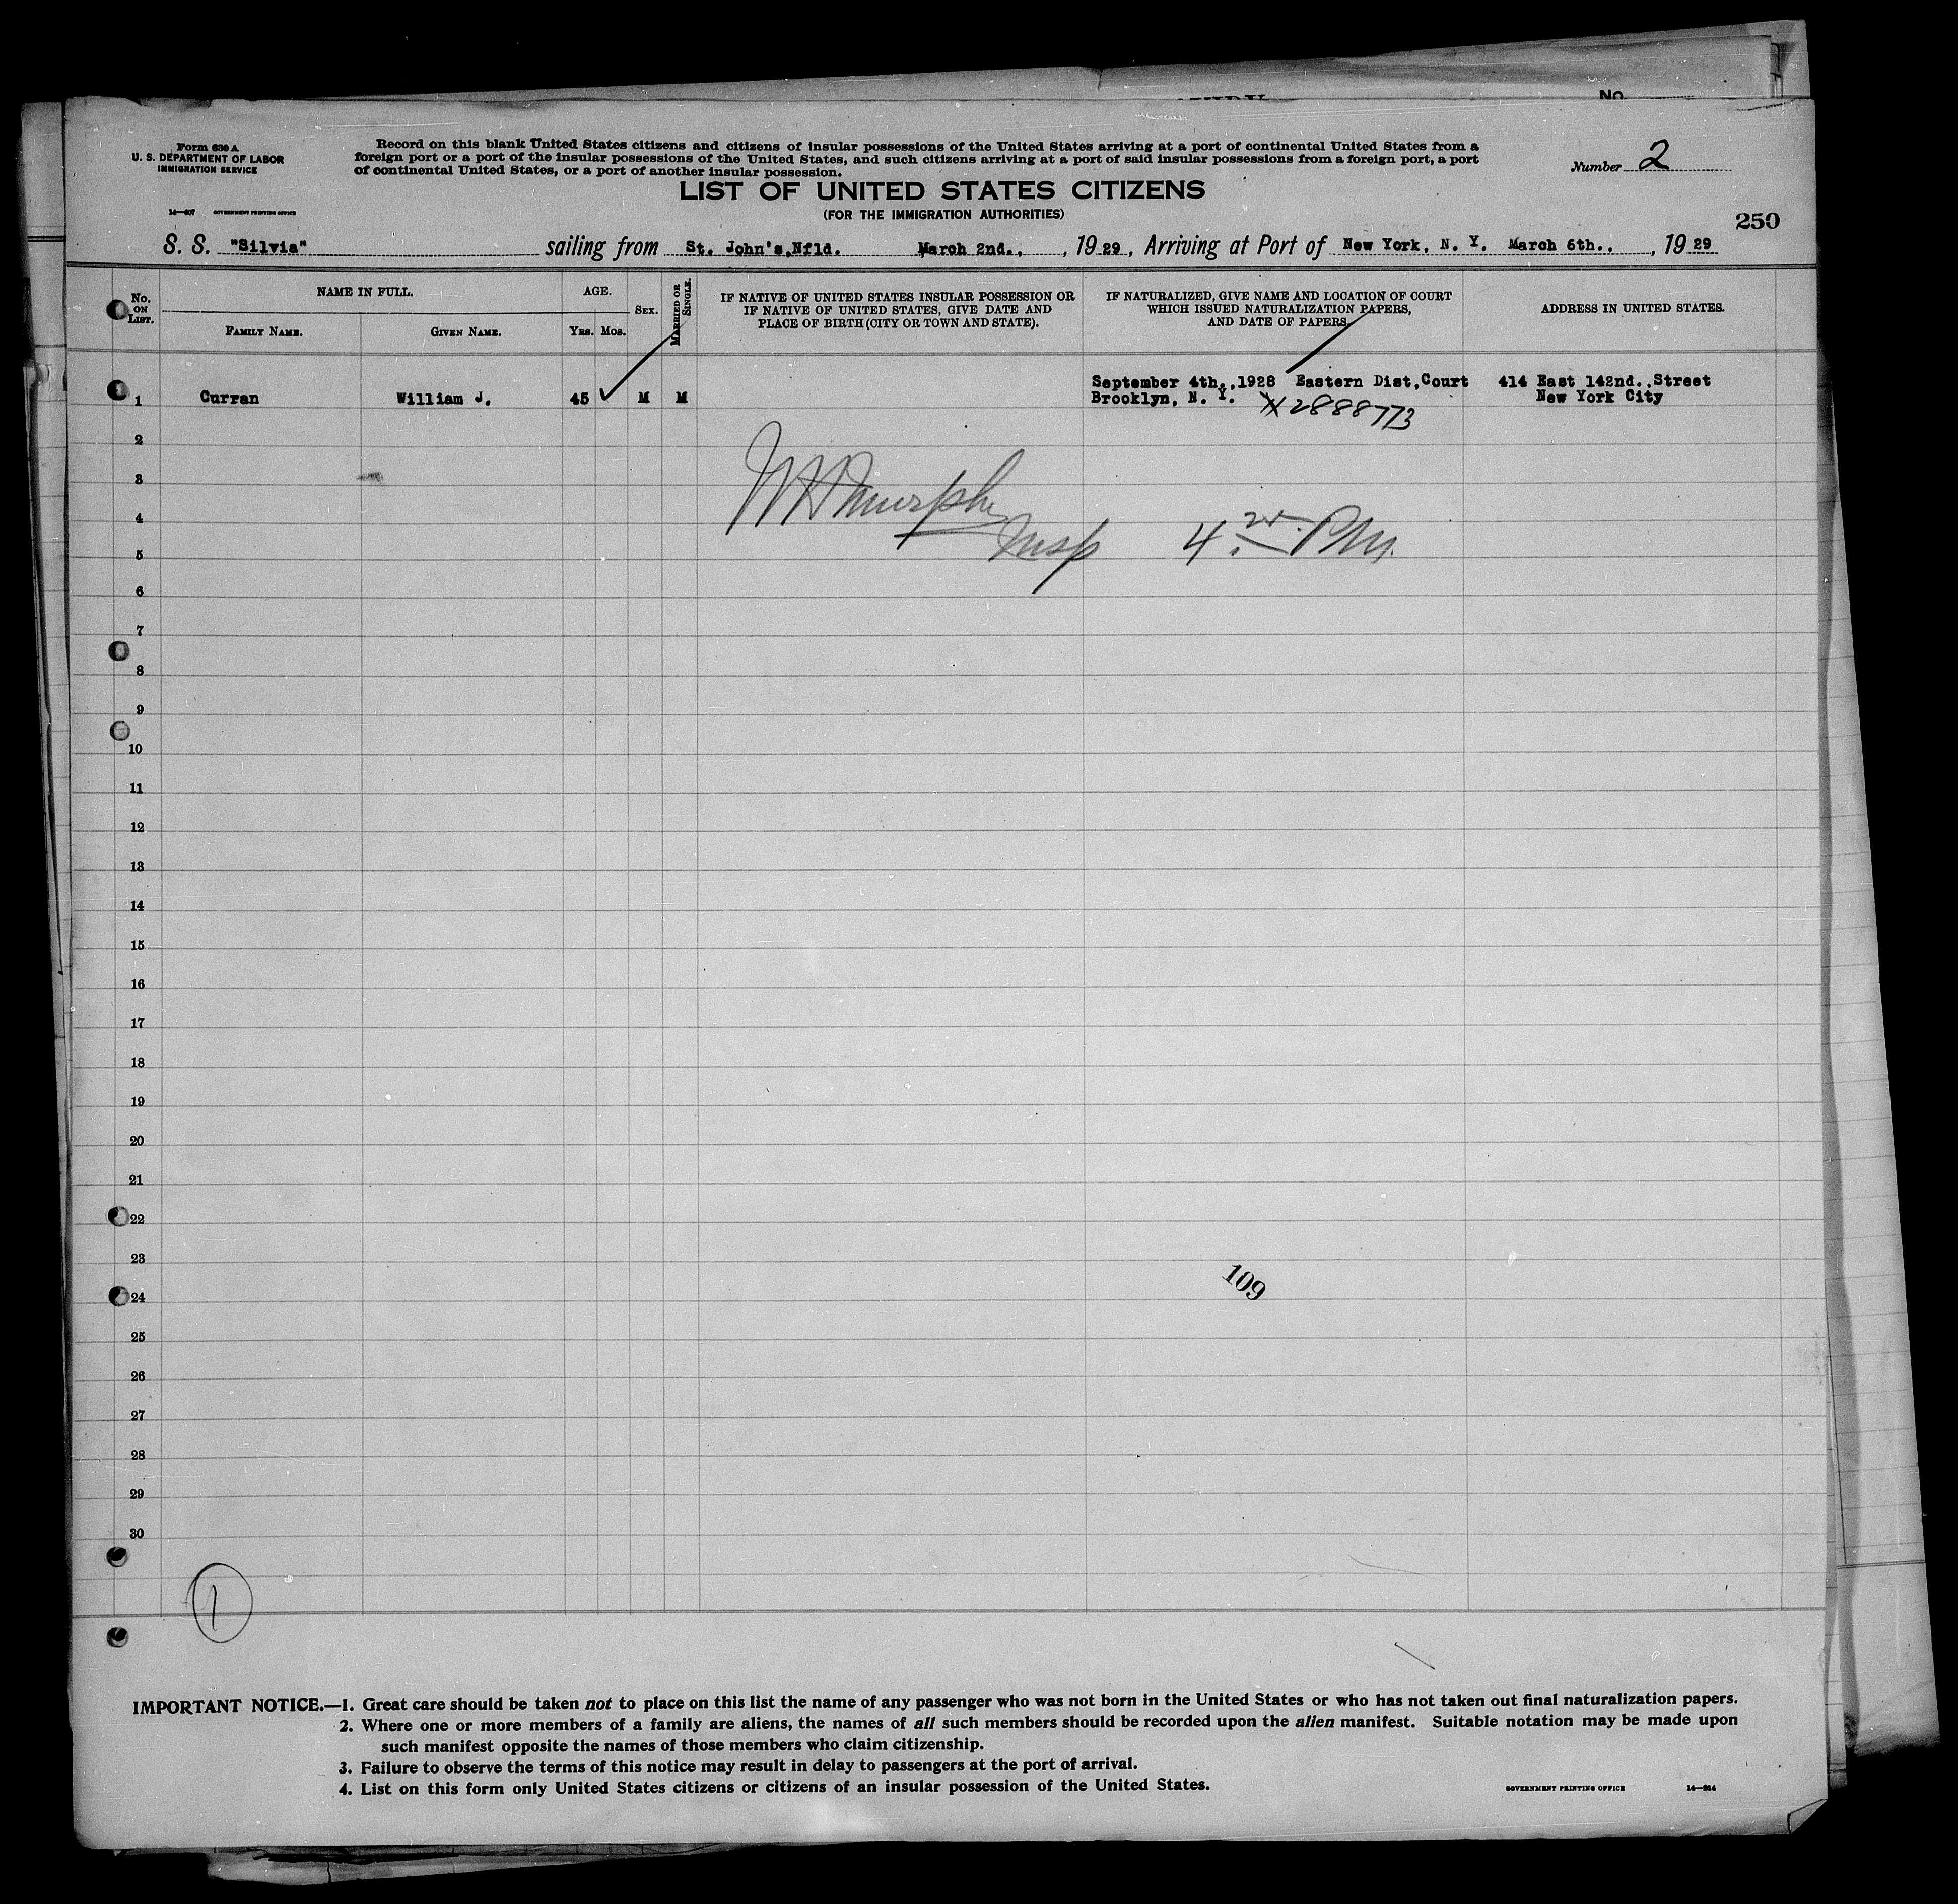 No.
Form 630 A
U. S. DEPARTMENT OF LABOR
IMMIGRATION SERVICE
14—607 GOVERNMENT PRINTING OFFICE
Record on this blank United States citizens and citizens of insular possessions of the United States arriving at a port of continental United States from a
foreign port or a port of the insular possessions of the United States, and such citizens arriving at a port of said insular possessions from a foreign port, a port
of continental United States, or a port of another insular possession.
Number 2
LIST OF UNITED STATES CITIZENS
(FOR THE IMMIGRATION AUTHORITIES)
250
S. S. "Silvia" sailing from St. John's,Nfld. March 2nd., , 1929, Arriving at Port of New York, N. Y. March 6th., , 1929
No. ON LIST.
NAME IN FULL.
FAMILY NAME. GIVEN NAME.
AGE.
YRS. MOS.
SEX.
MARRIED OR SINGLE.
IF NATIVE OF UNITED STATES INSULAR POSSESSION OR
IF NATIVE OF UNITED STATES, GIVE DATE AND
PLACE OF BIRTH (CITY OR TOWN AND STATE).
IF NATURALIZED, GIVE NAME AND LOCATION OF COURT
WHICH ISSUED NATURALIZATION PAPERS,
AND DATE OF PAPERS.
ADDRESS IN UNITED STATES.
1 Curran William J. 45 M M
September 4th.,1928 Eastern Dist,Court
Brooklyn, N. Y. 2888773
414 East 142nd., Street
New York City
2
3
Murphy
4
Insp 4 PM.
5
6
7
8
9
10
11
12
13
14
15
16
17
18
19
20
21
22
23
109
24
25
26
27
28
29
30
1
IMPORTANT NOTICE.—1. Great care should be taken not to place on this list the name of any passenger who was not born in the United States or who has not taken out final naturalization papers.
2. Where one or more members of a family are aliens, the names of all such members should be recorded upon the alien manifest. Suitable notation may be made upon
such manifest opposite the names of those members who claim citizenship.
3. Failure to observe the terms of this notice may result in delay to passengers at the port of arrival.
4. List on this form only United States citizens or citizens of an insular possession of the United States.
GOVERNMENT PRINTING OFFICE